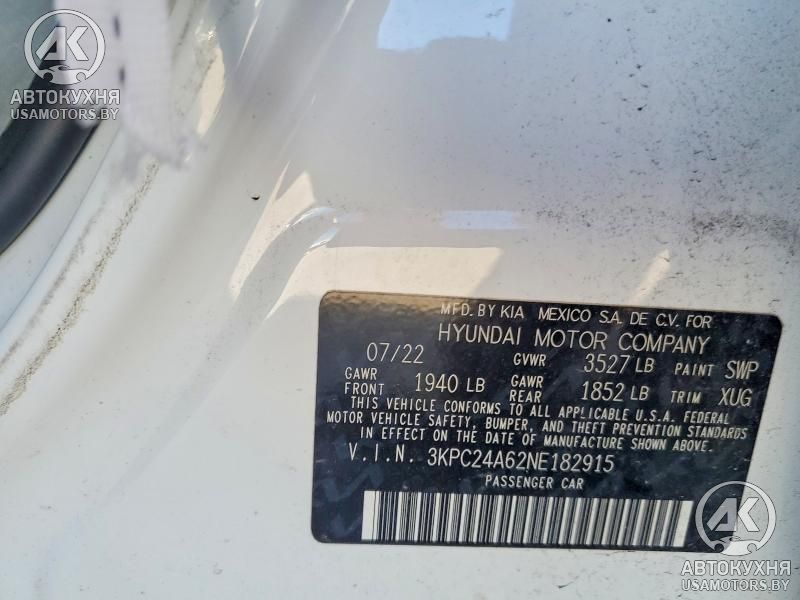 АК
АВТОКУХНЯ
USAMOTORS.BY
MFD. BY KIA MEXICO S.A. DE C.V. FOR
HYUNDAI MOTOR COMPANY
07/22 GVWR 3527 LB PAINT SWP
GAWR FRONT 1940 LB GAWR REAR 1852 LB TRIM XUG
THIS VEHICLE CONFORMS TO ALL APPLICABLE U.S.A. FEDERAL
MOTOR VEHICLE SAFETY, BUMPER, AND THEFT PREVENTION STANDARDS
IN EFFECT ON THE DATE OF MANUFACTURE SHOWN ABOVE.
V.I.N. 3KPC24A62NE182915
PASSENGER CAR
АК
АВТОКУХНЯ
USAMOTORS.BY